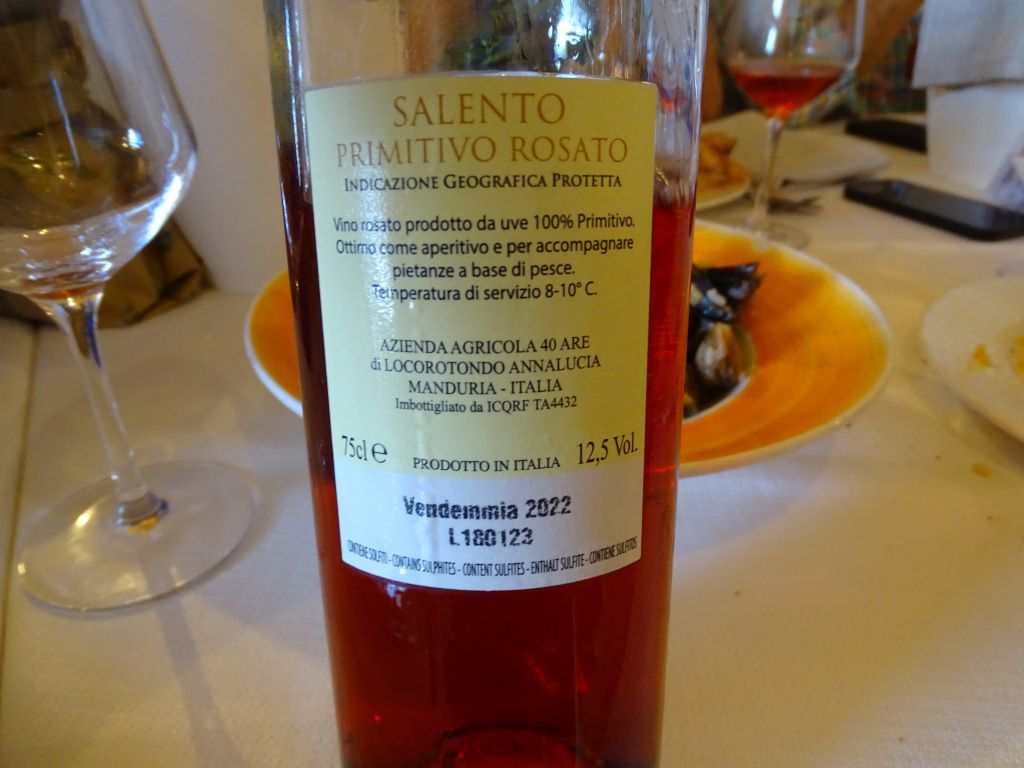 SALENTO
PRIMITIVO ROSATO
INDICAZIONE GEOGRAFICA PROTETTA
Vino rosato prodotto da uve 100% Primitivo.
Ottimo come aperitivo e per accompagnare
pietanze a base di pesce.
Temperatura di servizio 8-10° C.
AZIENDA AGRICOLA 40 ARE
di LOCOROTONDO ANNALUCIA
MANDURIA - ITALIA
Imbottigliato da ICQRF TA4432
75cl e PRODOTTO IN ITALIA 12,5 Vol.
Vendemmia 2022
L180123
CONTIENE SOLFITI - CONTAINS SULPHITES - CONTENT SULFITES - ENTHALT SULFITE - CONTIENE SULFITOS